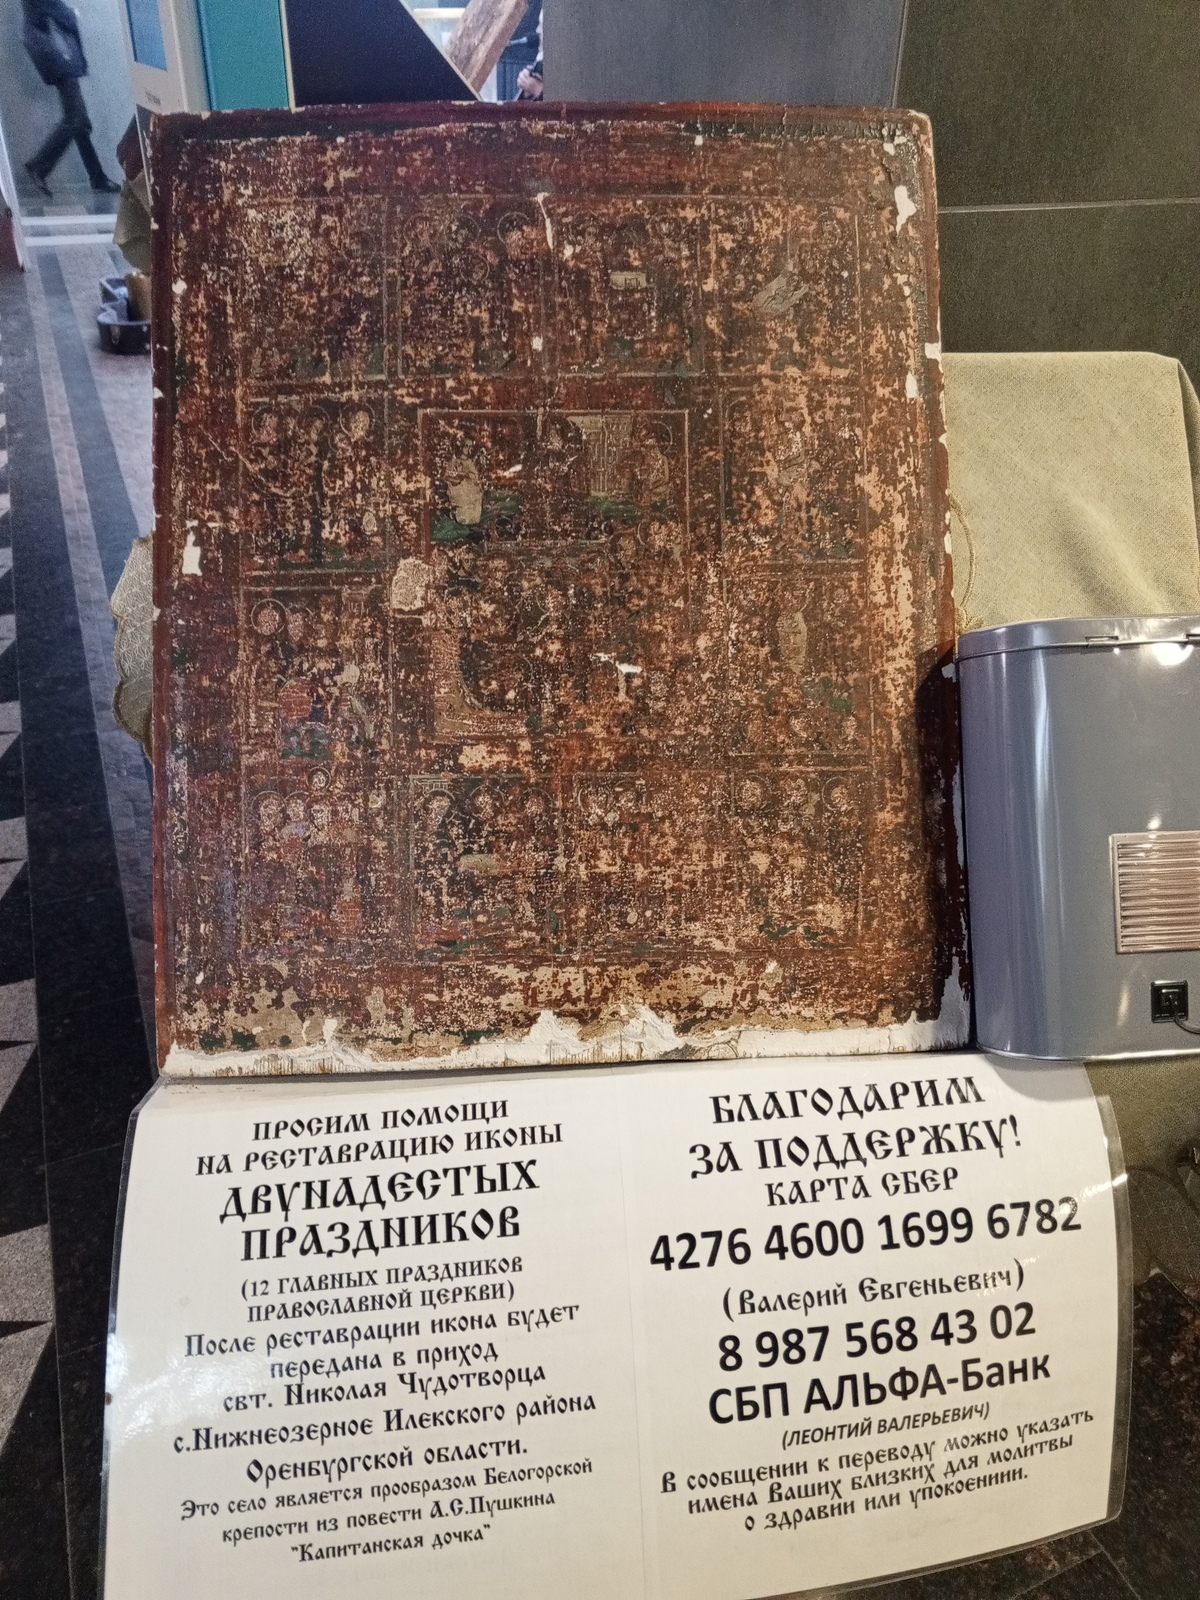 ПРОСИМ ПОМОЩИ
НА РЕСТАВРАЦИЮ ИКОНЫ
ДВУНАДЕСТЫХ
ПРАЗДНИКОВ
(12 ГЛАВНЫХ ПРАЗДНИКОВ
ПРАВОСЛАВНОЙ ЦЕРКВИ)
После реставрации икона будет
передана в приход
свт. Николая Чудотворца
с.Нижнеозерное Илекского района
Оренбургской области.
Это село является прообразом Белогорской
крепости из повести А.С.Пушкина
"Капитанская дочка"
БЛАГОДАРИМ
ЗА ПОДДЕРЖКУ!
КАРТА СБЕР
4276 4600 1699 6782
(Валерий Евгеньевич)
8 987 568 43 02
СБП АЛЬФА-Банк
(ЛЕОНТИЙ ВАЛЕРЬЕВИЧ)
В сообщении к переводу можно указать
имена Ваших близких для молитвы
о здравии или упокоениии.